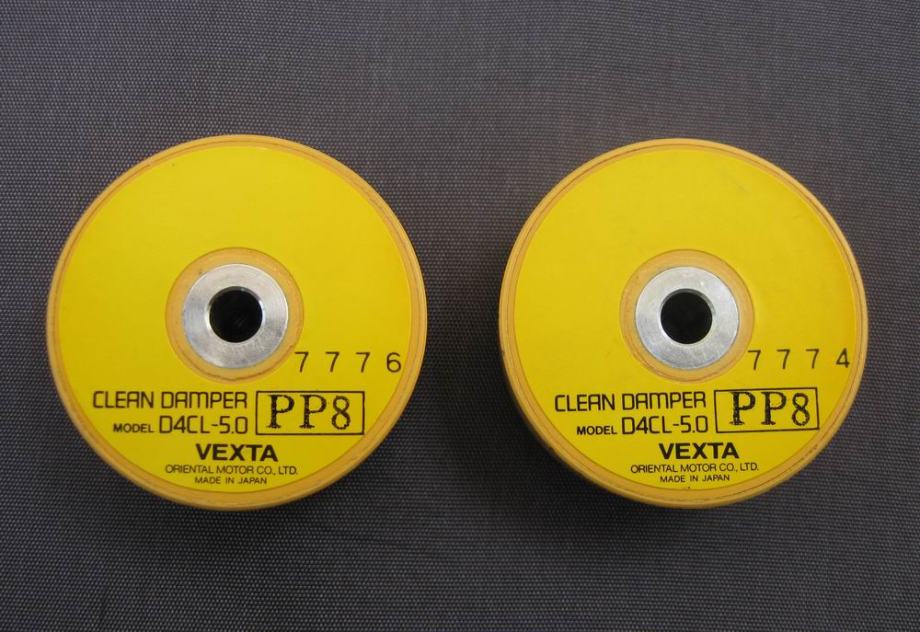 7776
CLEAN DAMPER
MODEL D4CL-5.0 PP8
VEXTA
ORIENTAL MOTOR CO., LTD.
MADE IN JAPAN
7774
CLEAN DAMPER
MODEL D4CL-5.0 PP8
VEXTA
ORIENTAL MOTOR CO., LTD.
MADE IN JAPAN